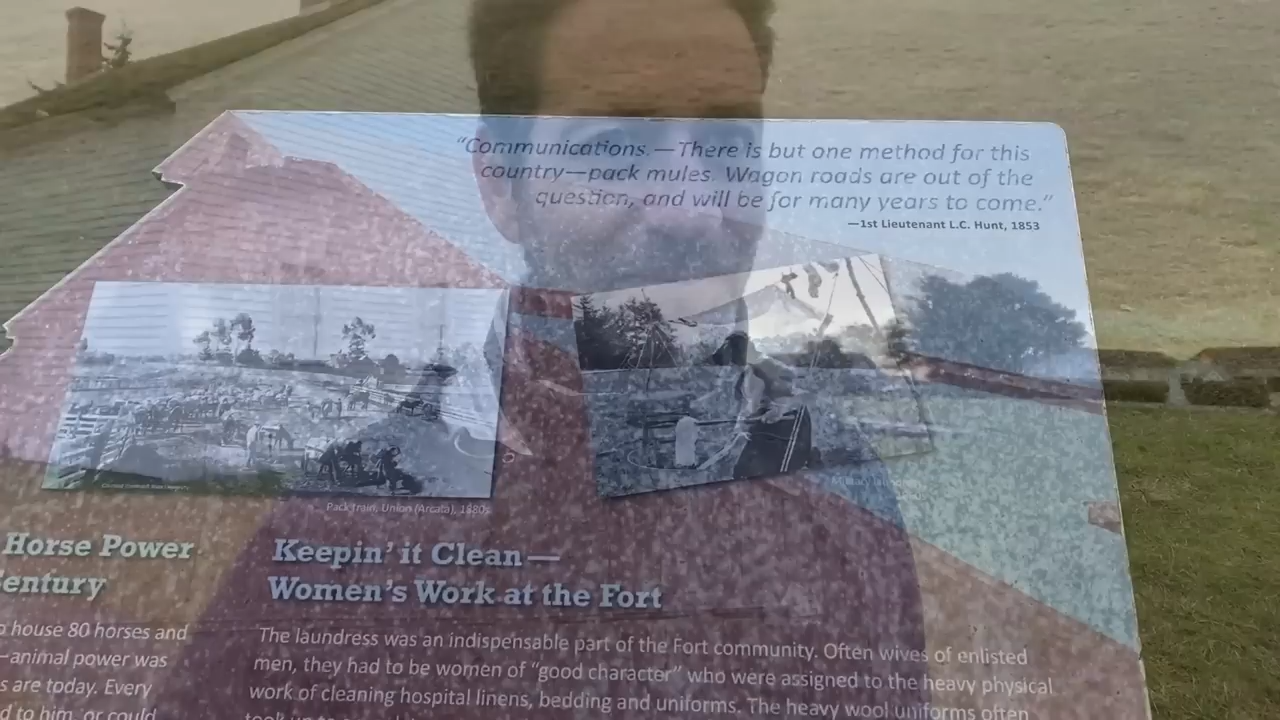 “Communications.—There is but one method for this
country—pack mules. Wagon roads are out of the
question, and will be for many years to come.”
—1st Lieutenant L.C. Hunt, 1853
Pack train, Union (Arcata), 1880s
Horse Power
entury
Keepin’ it Clean—
Women’s Work at the Fort
o house 80 horses and
—animal power was
s are today. Every
d to him, or could
The laundress was an indispensable part of the Fort community. Often wives of enlisted
men, they had to be women of “good character” who were assigned to the heavy physical
work of cleaning hospital linens, bedding and uniforms. The heavy wool uniforms often